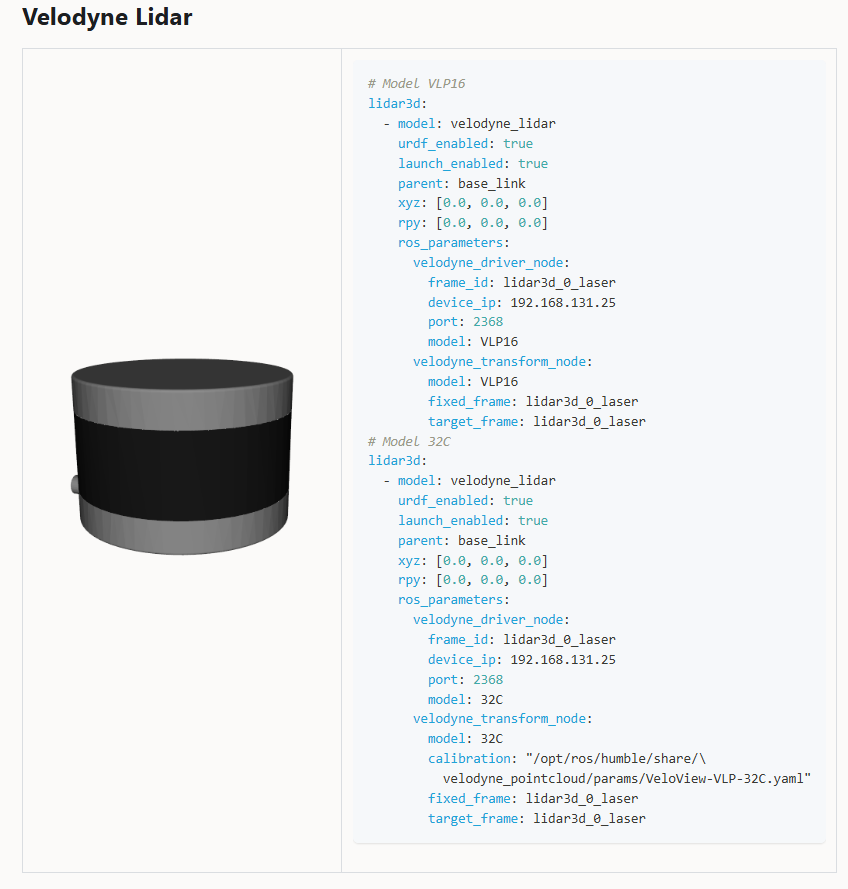 Velodyne Lidar
# Model VLP16
lidar3d:
  - model: velodyne_lidar
    urdf_enabled: true
    launch_enabled: true
    parent: base_link
    xyz: [0.0, 0.0, 0.0]
    rpy: [0.0, 0.0, 0.0]
    ros_parameters:
      velodyne_driver_node:
        frame_id: lidar3d_0_laser
        device_ip: 192.168.131.25
        port: 2368
        model: VLP16
      velodyne_transform_node:
        model: VLP16
        fixed_frame: lidar3d_0_laser
        target_frame: lidar3d_0_laser
# Model 32C
lidar3d:
  - model: velodyne_lidar
    urdf_enabled: true
    launch_enabled: true
    parent: base_link
    xyz: [0.0, 0.0, 0.0]
    rpy: [0.0, 0.0, 0.0]
    ros_parameters:
      velodyne_driver_node:
        frame_id: lidar3d_0_laser
        device_ip: 192.168.131.25
        port: 2368
        model: 32C
      velodyne_transform_node:
        model: 32C
        calibration: "/opt/ros/humble/share/\
          velodyne_pointcloud/params/VeloView-VLP-32C.yaml"
        fixed_frame: lidar3d_0_laser
        target_frame: lidar3d_0_laser